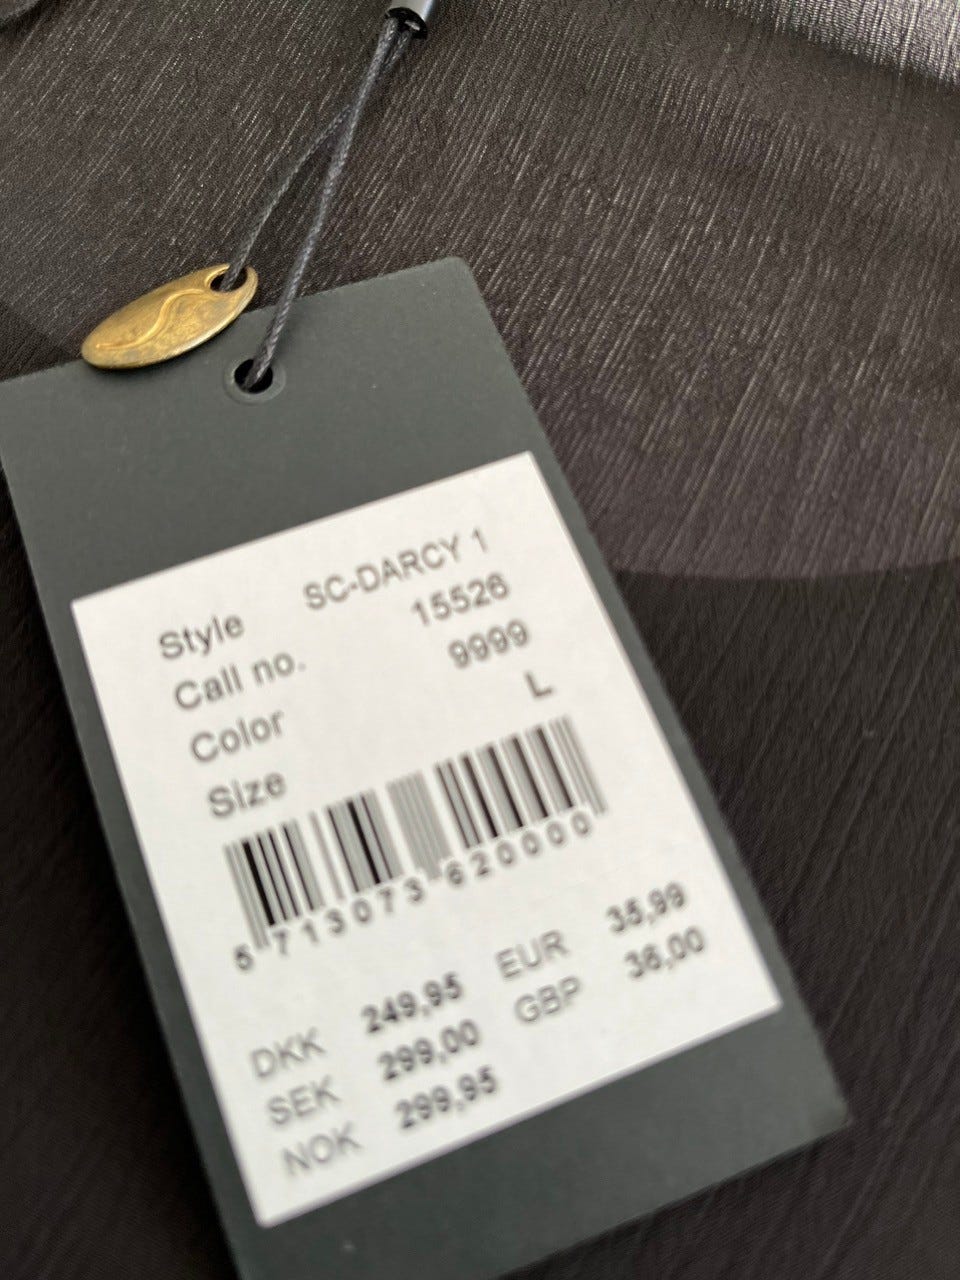 Style SC-DARCY 1
Call no. 15526
Color 9999
Size L
5 713073 620000
DKK 249,95 EUR 35,99
SEK 299,00 GBP 36,00
NOK 299,95